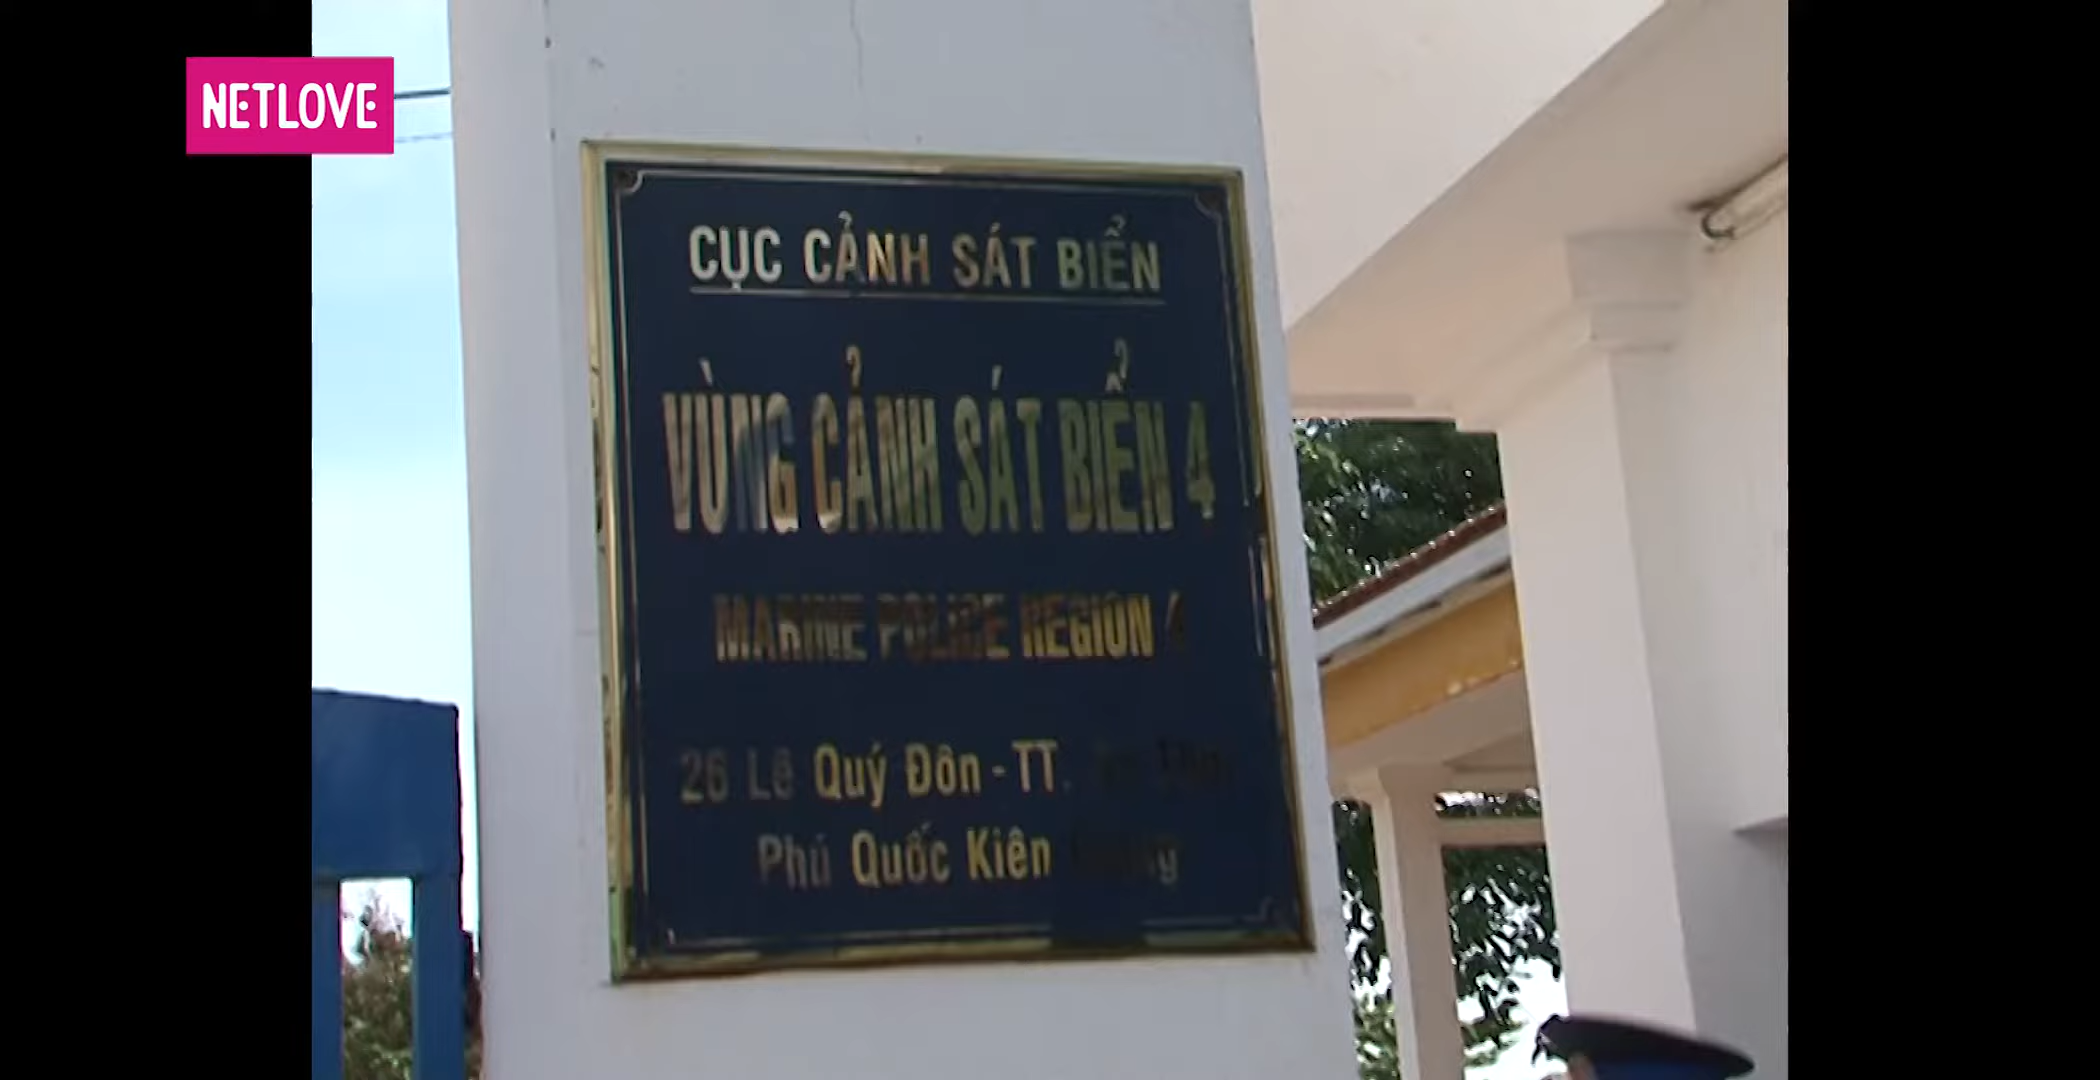 NETLOVE
CỤC CẢNH SÁT BIỂN
VÙNG CẢNH SÁT BIỂN 4
MARINE POLICE REGION 4
26 Lê Quý Đôn - TT.
Phú Quốc Kiên